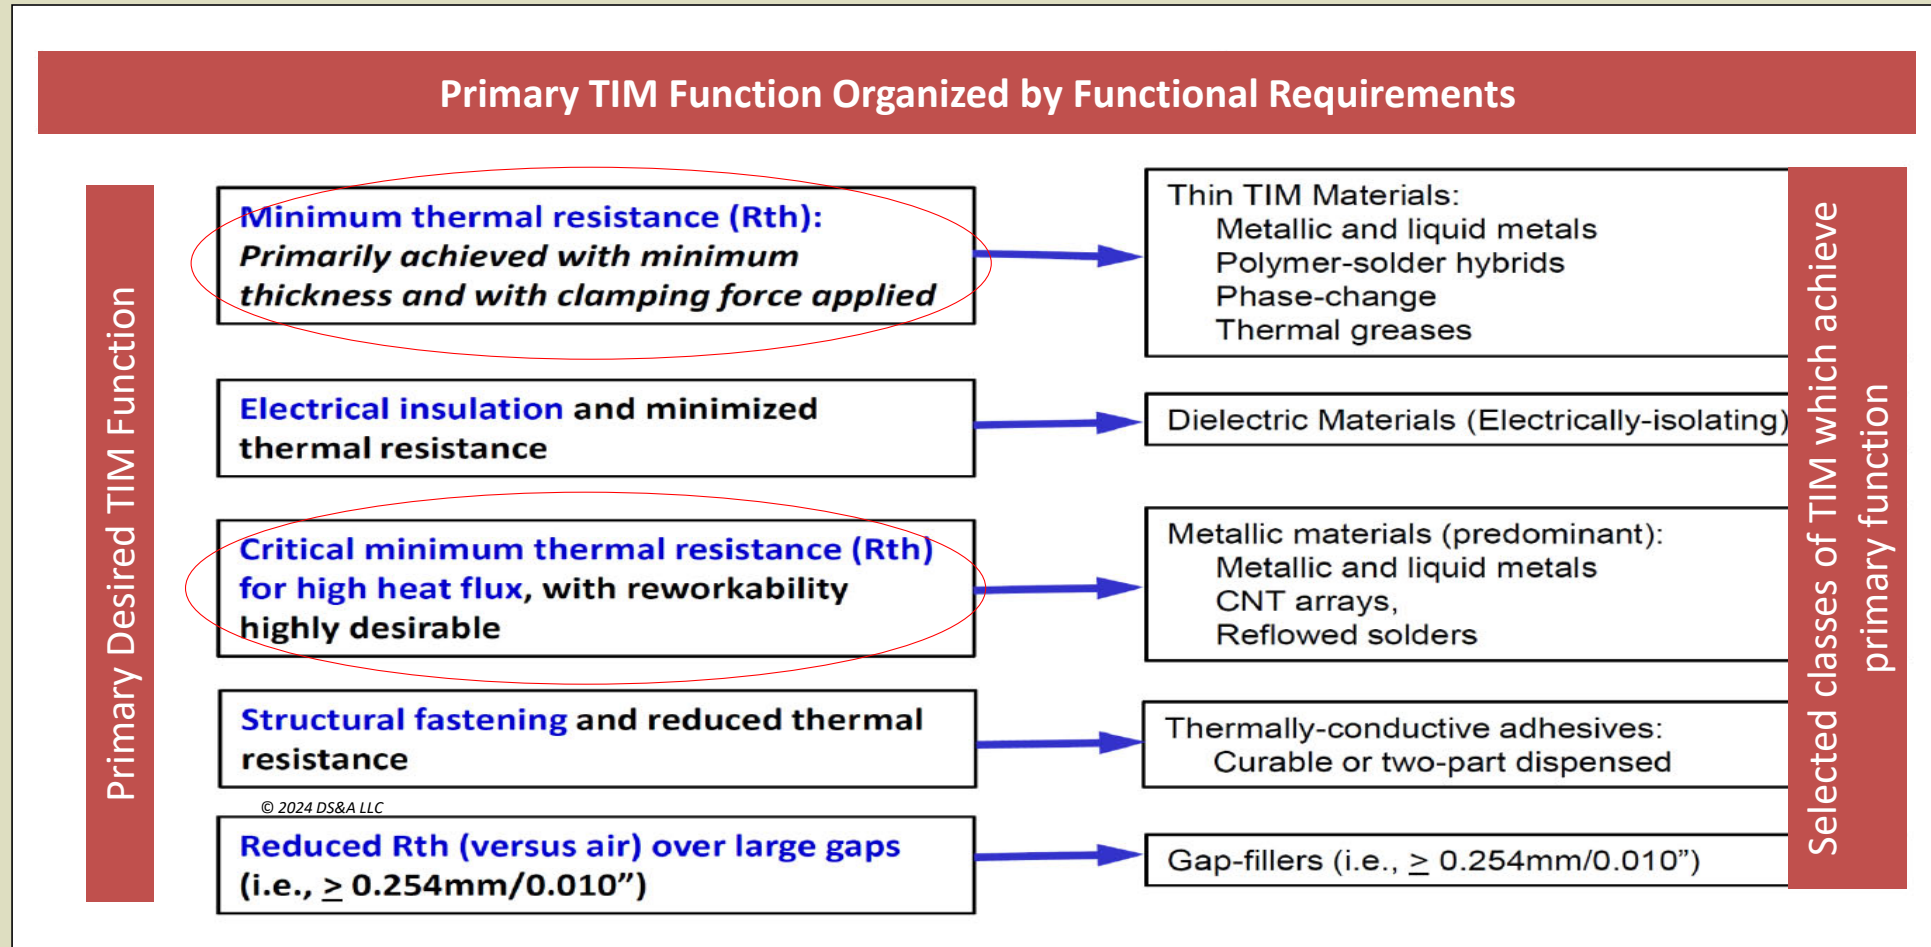 Primary TIM Function Organized by Functional Requirements
Primary Desired TIM Function
Minimum thermal resistance (Rth):
Primarily achieved with minimum
thickness and with clamping force applied
Thin TIM Materials:
Metallic and liquid metals
Polymer-solder hybrids
Phase-change
Thermal greases
Electrical insulation and minimized
thermal resistance
Dielectric Materials (Electrically-isolating)
Critical minimum thermal resistance (Rth)
for high heat flux, with reworkability
highly desirable
Metallic materials (predominant):
Metallic and liquid metals
CNT arrays,
Reflowed solders
Structural fastening and reduced thermal
resistance
Thermally-conductive adhesives:
Curable or two-part dispensed
© 2024 DS&A LLC
Reduced Rth (versus air) over large gaps
(i.e., ≥ 0.254mm/0.010”)
Gap-fillers (i.e., ≥ 0.254mm/0.010”)
Selected classes of TIM which achieve
primary function